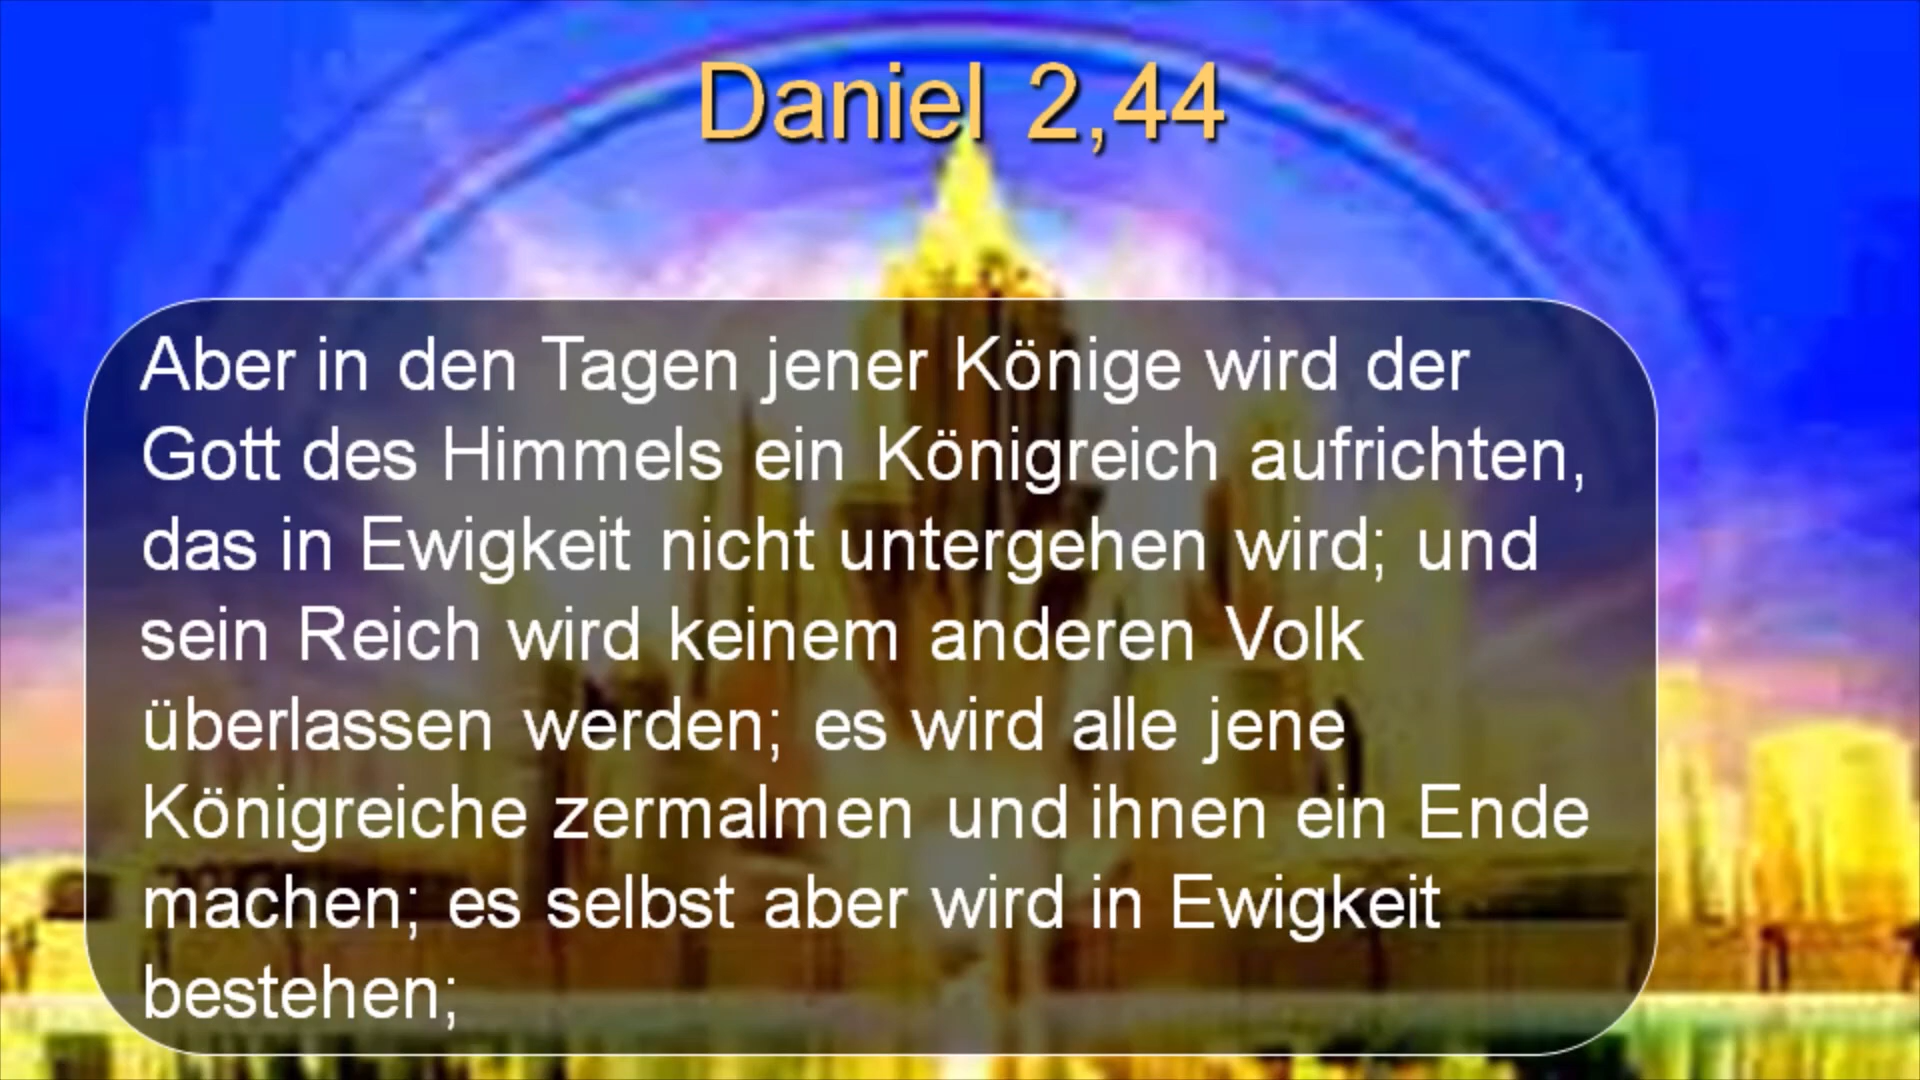 Daniel 2,44
Aber in den Tagen jener Könige wird der
Gott des Himmels ein Königreich aufrichten,
das in Ewigkeit nicht untergehen wird; und
sein Reich wird keinem anderen Volk
überlassen werden; es wird alle jene
Königreiche zermalmen und ihnen ein Ende
machen; es selbst aber wird in Ewigkeit
bestehen;